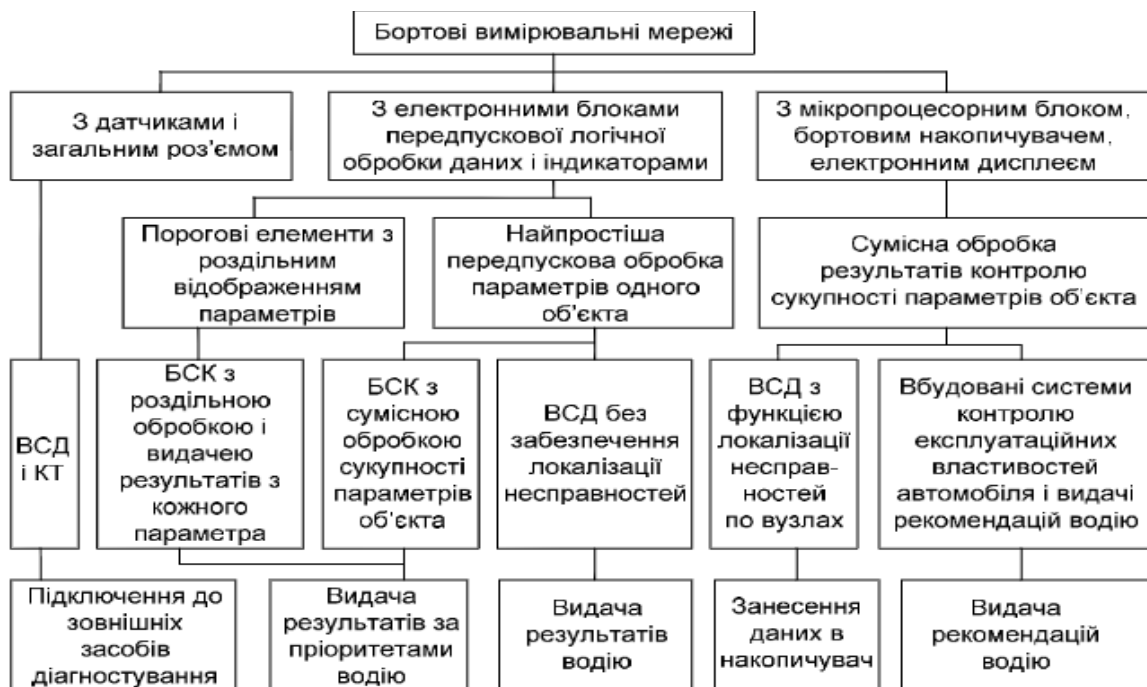 Бортові вимірювальні мережі
З датчиками і
загальним роз'ємом
З електронними блоками
передпускової логічної
обробки даних і індикаторами
З мікропроцесорним блоком,
бортовим накопичувачем,
електронним дисплеєм
Порогові елементи з
роздільним
відображенням
параметрів
Найпростіша
передпускова обробка
параметрів одного
об'єкта
Сумісна обробка
результатів контролю
сукупності параметрів об'єкта
ВСД
і КТ
БСК з
роздільною
обробкою і
видачею
результатів з
кожного
параметра
БСК з
сумісною
обробкою
сукупності
параметрів
об'єкта
ВСД без
забезпечення
локалізації
несправностей
ВСД з
функцією
локалізації
несправ-
ностей
по вузлах
Вбудовані системи
контролю
експлуатаційних
властивостей
автомобіля і видачі
рекомендацій водію
Підключення до
зовнішніх
засобів
діагностування
Видача
результатів за
пріоритетами
водію
Видача
результатів
водію
Занесення
даних в
накопичувач
Видача
рекомендацій
водію